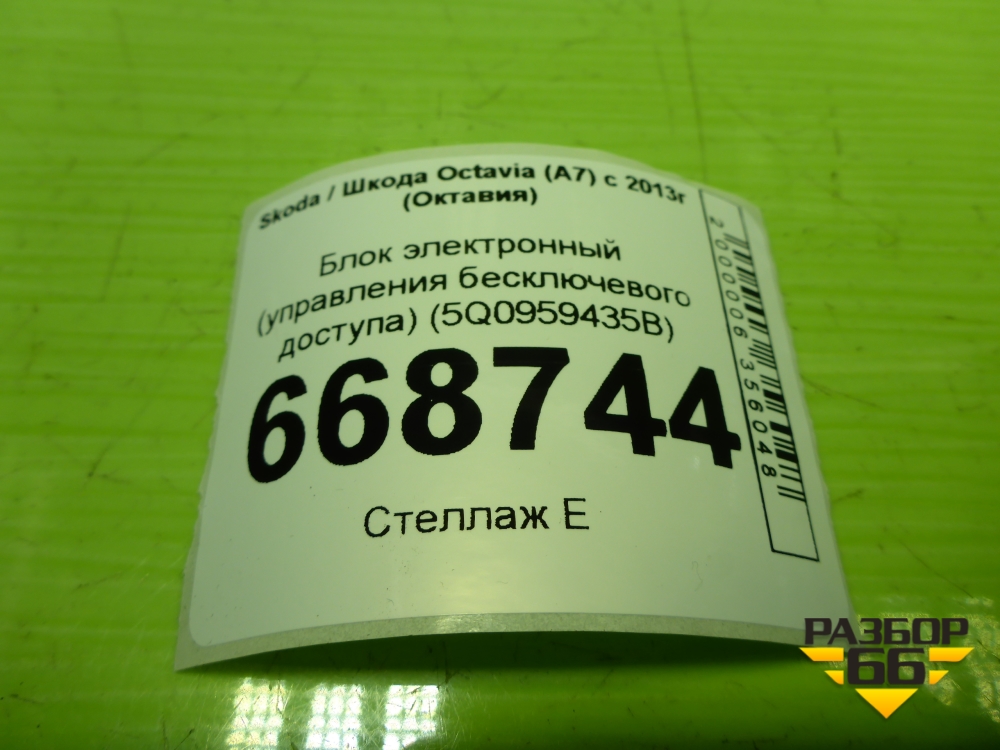 Skoda / Шкода Octavia (A7) с 2013г
(Октавия)
Блок электронный
(управления бесключевого
доступа) (5Q0959435B)
668744
Стеллаж Е
2000006356048
РАЗБОР
66